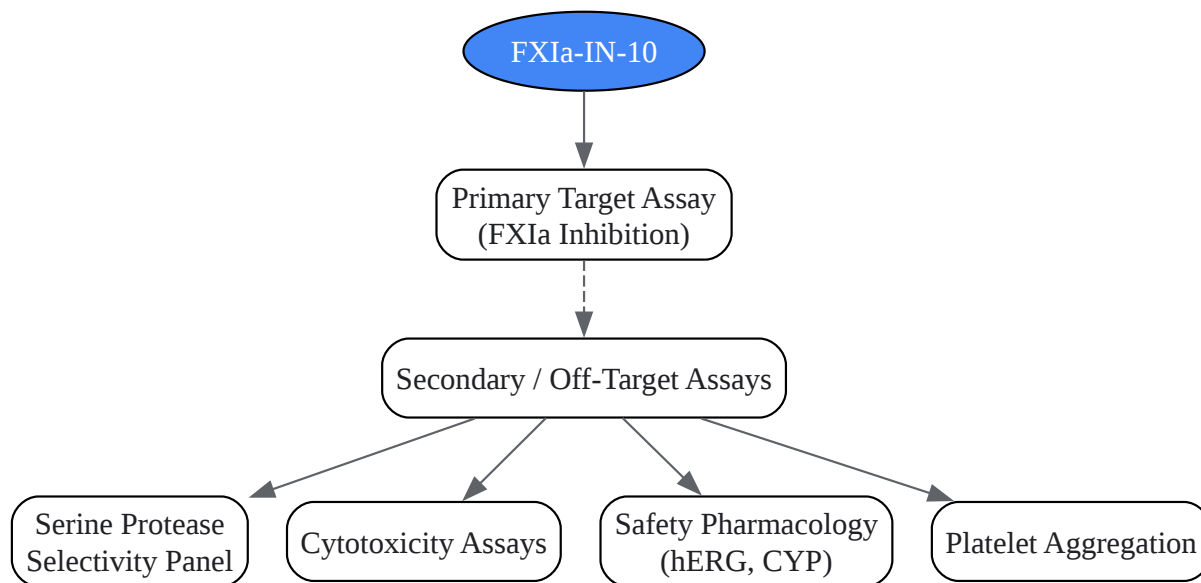 FXIa-IN-10
Primary Target Assay
(FXIa Inhibition)
Secondary / Off-Target Assays
Serine Protease
Selectivity Panel
Cytotoxicity Assays
Safety Pharmacology
(hERG, CYP)
Platelet Aggregation